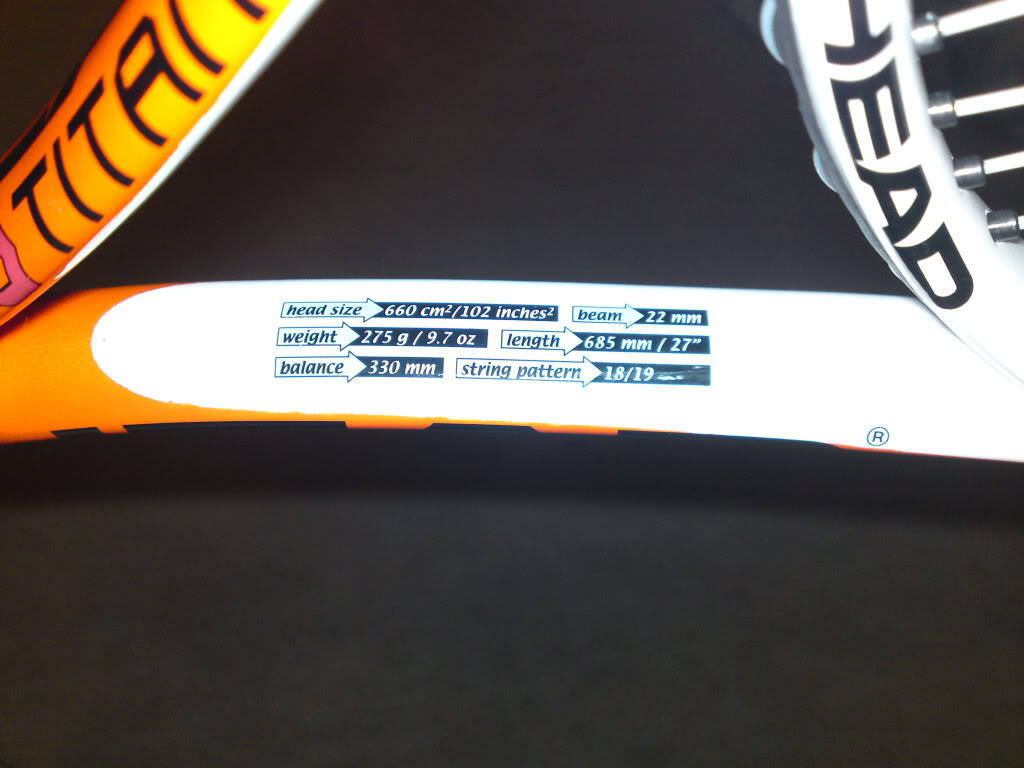 TITAN
HEAD
head size 660 cm²/102 inches² beam 22 mm
weight 275 g / 9.7 oz length 685 mm / 27”
balance 330 mm string pattern 18/19
®